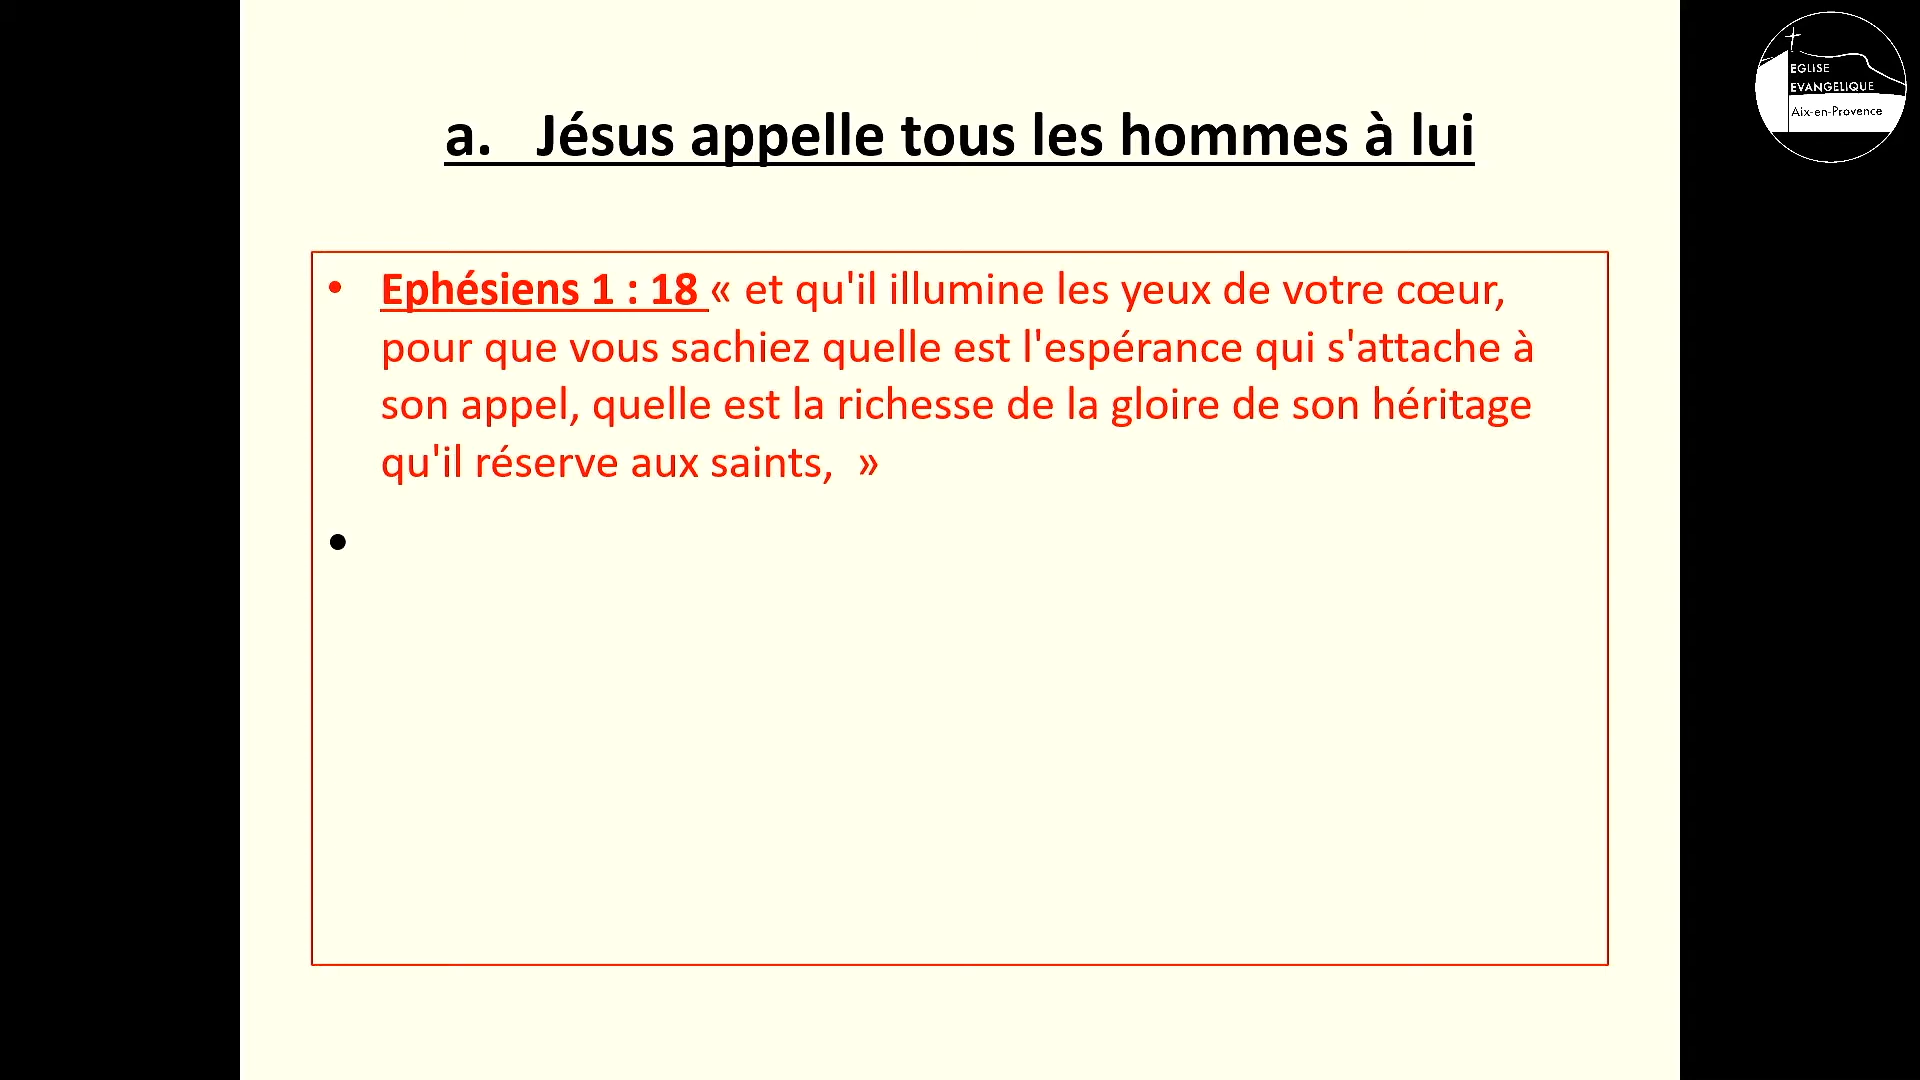 a. Jésus appelle tous les hommes à lui
• Ephésiens 1 : 18 « et qu'il illumine les yeux de votre cœur,
pour que vous sachiez quelle est l'espérance qui s'attache à
son appel, quelle est la richesse de la gloire de son héritage
qu'il réserve aux saints,  »
•
EGLISE
EVANGELIQUE
Aix-en-Provence